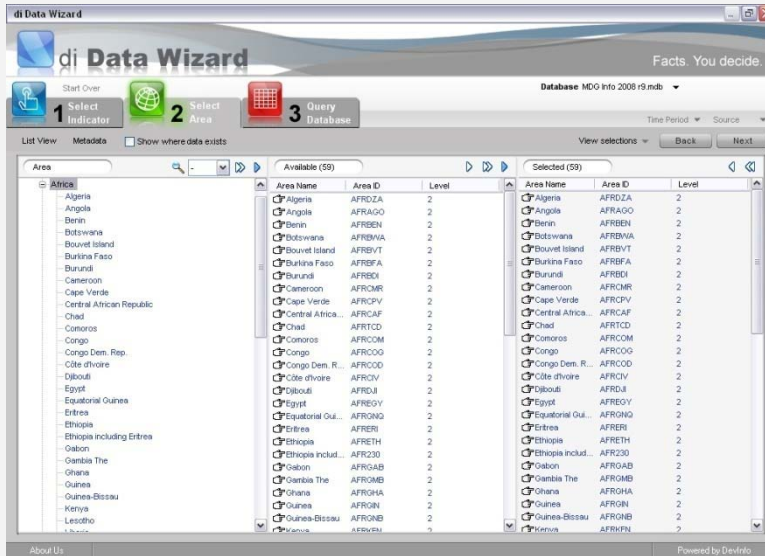 di Data Wizard
di Data Wizard
Facts. You decide.
Start Over
Database MDG Info 2008 r9.mdb
1 Select Indicator
2 Select Area
3 Query Database
Time Period
Source
List View
Metadata
Show where data exists
View selections
Back
Next
Area
-
Available (59)
Selected (59)
Africa
Algeria
Angola
Benin
Botswana
Bouvet Island
Burkina Faso
Burundi
Cameroon
Cape Verde
Central African Republic
Chad
Comoros
Congo
Congo Dem. Rep.
Côte d'Ivoire
Djibouti
Egypt
Equatorial Guinea
Eritrea
Ethiopia
Ethiopia including Eritrea
Gabon
Gambia The
Ghana
Guinea
Guinea-Bissau
Kenya
Lesotho
Area Name Area ID Level
Algeria AFRDZA 2
Angola AFRAGO 2
Benin AFRBEN 2
Botswana AFRBWA 2
Bouvet Island AFRBVT 2
Burkina Faso AFRBFA 2
Burundi AFRBDI 2
Cameroon AFRCMR 2
Cape Verde AFRCPV 2
Central Africa... AFRCAF 2
Chad AFRTCD 2
Comoros AFRCOM 2
Congo AFRCOG 2
Congo Dem. R... AFRCOD 2
Côte d'Ivoire AFRCIV 2
Djibouti AFRDJI 2
Egypt AFREGY 2
Equatorial Gui... AFRGNQ 2
Eritrea AFRERI 2
Ethiopia AFRETH 2
Ethiopia includ... AFR230 2
Gabon AFRGAB 2
Gambia The AFRGMB 2
Ghana AFRGHA 2
Guinea AFRGIN 2
Guinea-Bissau AFRGNB 2
Kenya AFRKEN 2
Area Name Area ID Level
Algeria AFRDZA 2
Angola AFRAGO 2
Benin AFRBEN 2
Botswana AFRBWA 2
Bouvet Island AFRBVT 2
Burkina Faso AFRBFA 2
Burundi AFRBDI 2
Cameroon AFRCMR 2
Cape Verde AFRCPV 2
Central Africa... AFRCAF 2
Chad AFRTCD 2
Comoros AFRCOM 2
Congo AFRCOG 2
Congo Dem. R... AFRCOD 2
Côte d'Ivoire AFRCIV 2
Djibouti AFRDJI 2
Egypt AFREGY 2
Equatorial Gui... AFRGNQ 2
Eritrea AFRERI 2
Ethiopia AFRETH 2
Ethiopia includ... AFR230 2
Gabon AFRGAB 2
Gambia The AFRGMB 2
Ghana AFRGHA 2
Guinea AFRGIN 2
Guinea-Bissau AFRGNB 2
Kenya AFRKEN 2
About Us
Powered by DevInfo